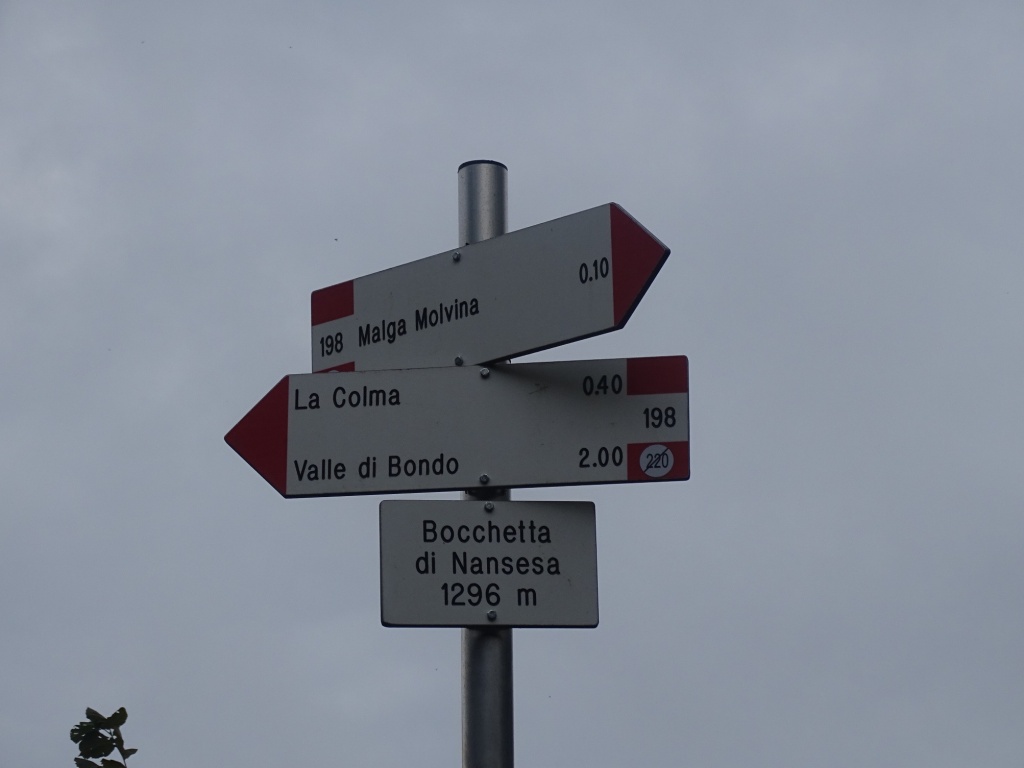 0.10
198 Malga Molvina
La Colma 0.40
198
Valle di Bondo 2.00 220
Bocchetta
di Nansesa
1296 m